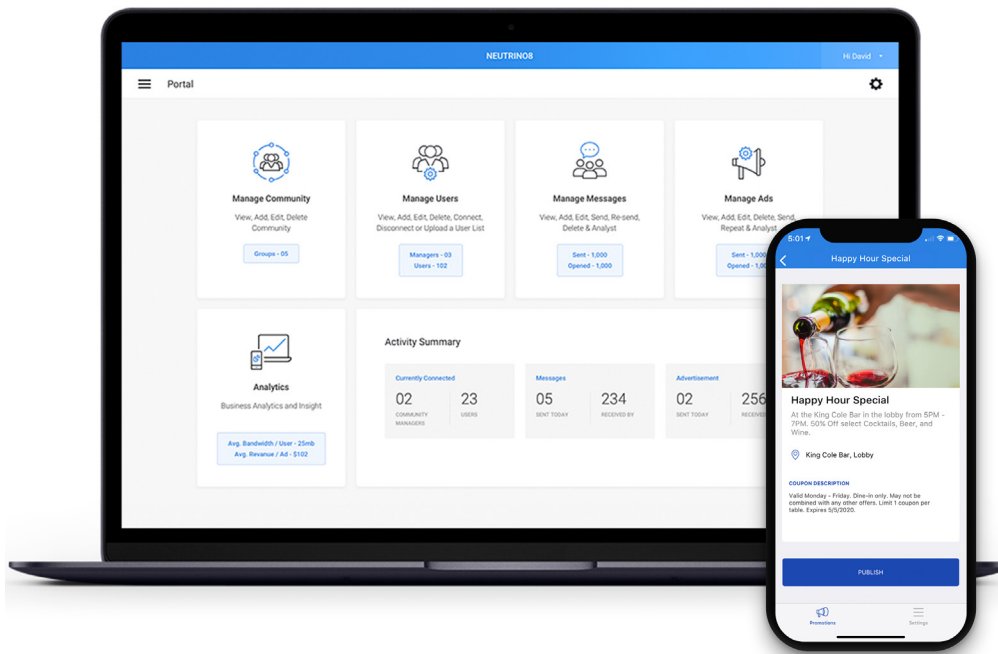 NEUTRINO8
Hi David
Portal
Manage Community
View, Add, Edit, Delete
Community
Groups - 05
Manage Users
View, Add, Edit, Delete, Connect,
Disconnect or Upload a User List
Managers - 03
Users - 102
Manage Messages
View, Add, Edit, Send, Re-send,
Delete & Analyst
Sent - 1,000
Opened - 1,000
Manage Ads
View, Add, Edit, Delete, Send,
Repeat & Analyst
Sent - 1,000
Opened - 1,00
Analytics
Business Analytics and Insight
Avg. Bandwidth / User - 25mb
Avg. Revanue / Ad - $102
Activity Summary
Currently Connected
02 23
COMMUNITY USERS
MANAGERS
Messages
05 234
SENT TODAY RECEIVED BY
Advertisement
02 256
SENT TODAY RECEIVED
5:01
Happy Hour Special
Happy Hour Special
At the King Cole Bar in the lobby from 5PM -
7PM. 50% Off select Cocktails, Beer, and
Wine.
King Cole Bar, Lobby
COUPON DESCRIPTION
Valid Monday - Friday. Dine-in only. May not be
combined with any other offers. Limit 1 coupon per
table. Expires 5/5/2020.
PUBLISH
Promotions
Settings